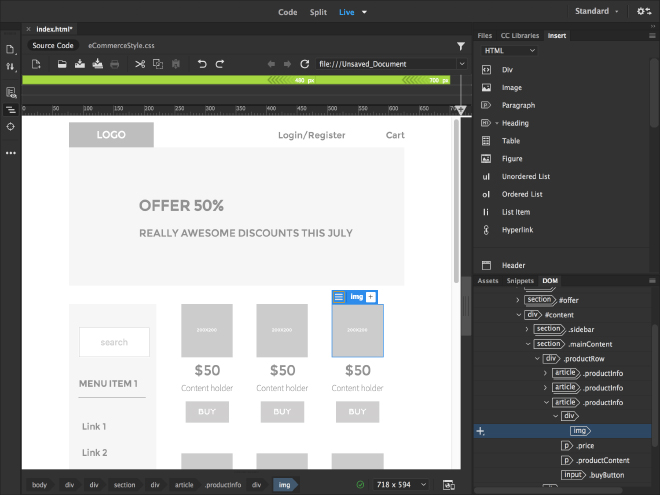 Code Split Live
Standard
index.html*
Source Code eCommerceStyle.css
file:///Unsaved_Document
480 px 700 px
0 50 100 150 200 250 300 350 400 450 500 550 600 650 700
LOGO Login/Register Cart
OFFER 50%
REALLY AWESOME DISCOUNTS THIS JULY
img +
search
MENU ITEM 1
Link 1
Link 2
200X200 200X200 200X200
$50 $50 $50
Content holder Content holder Content holder
BUY BUY BUY
body div div section div article .productInfo div img
718 x 594
Files CC Libraries Insert
HTML
Div
Image
Paragraph
Heading
Table
Figure
ul Unordered List
ol Ordered List
li List Item
Hyperlink
Header
Assets Snippets DOM
section #offer
div #content
section .sidebar
section .mainContent
div .productRow
article .productInfo
article .productInfo
article .productInfo
div
img
p .price
p .productContent
input .buyButton